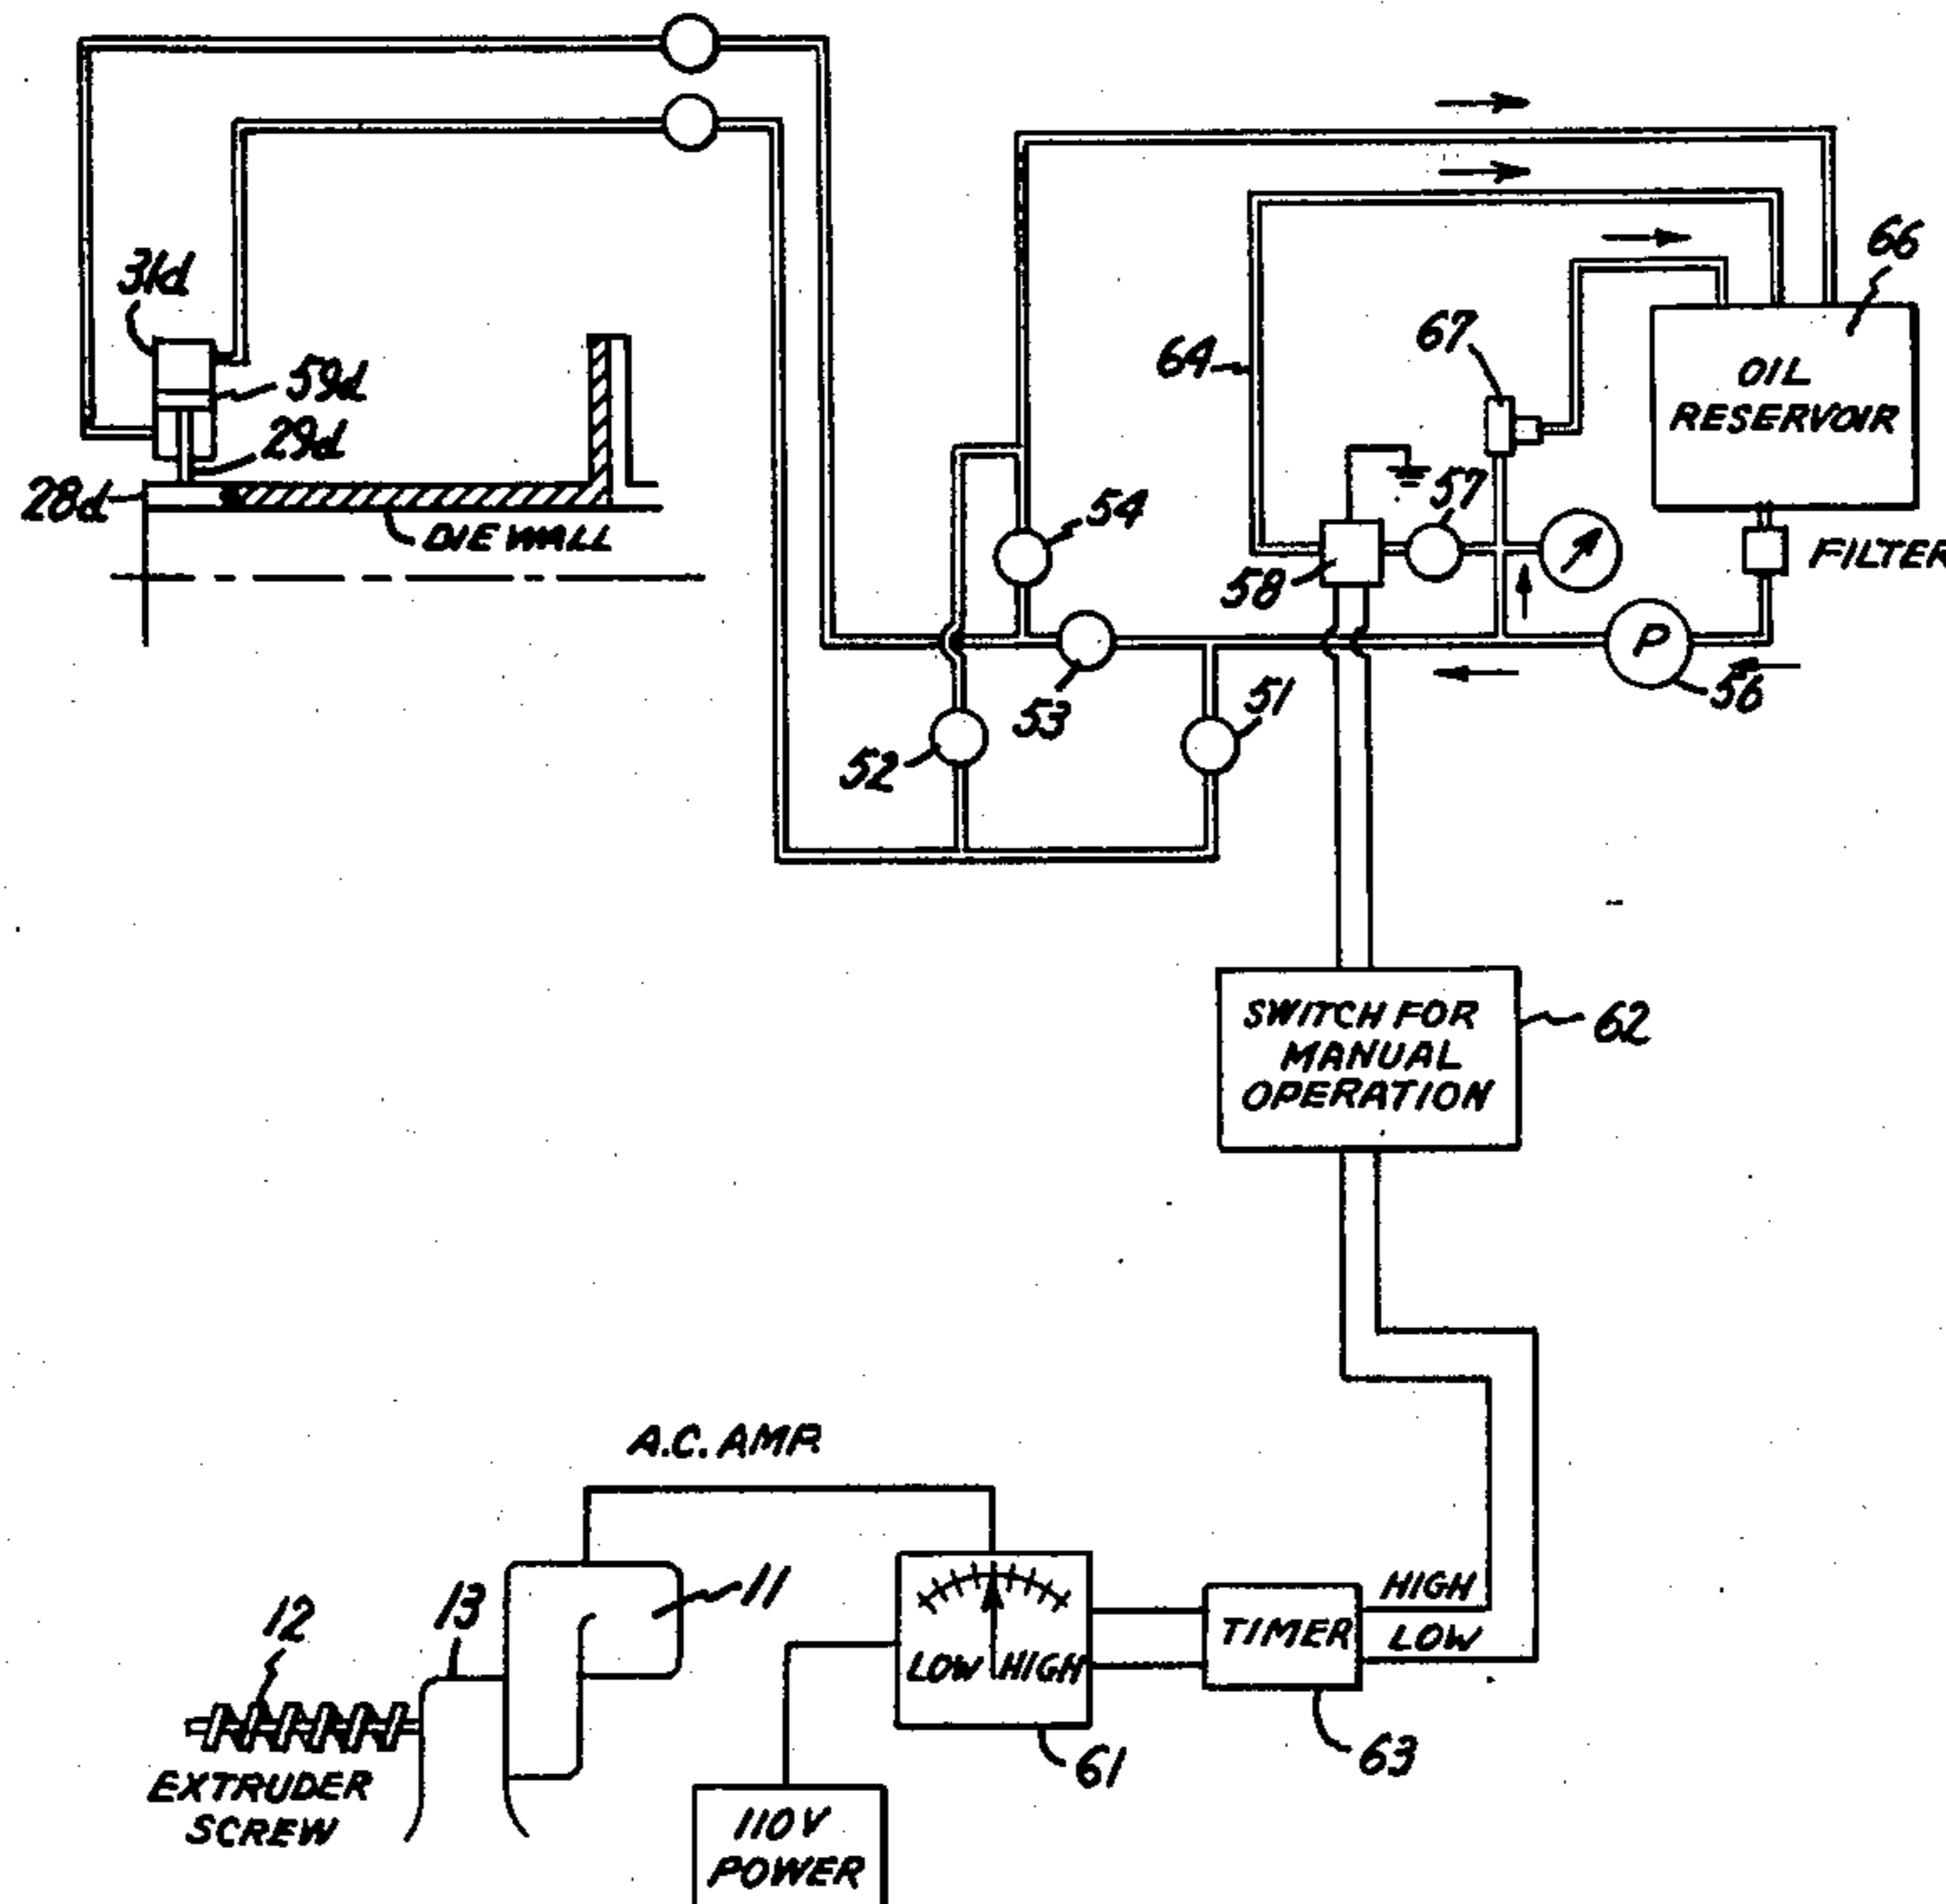 66
31d
67
64
OIL
RESERVOIR
59d
29d
57
54
28d
DIE WALL
58
FILTER
P
53
51
56
52
SWITCH FOR
MANUAL
OPERATION
62
A.C. AMP.
11
12
13
HIGH
TIMER
LOW
LOW HIGH
61
63
EXTRUDER
SCREW
110V
POWER